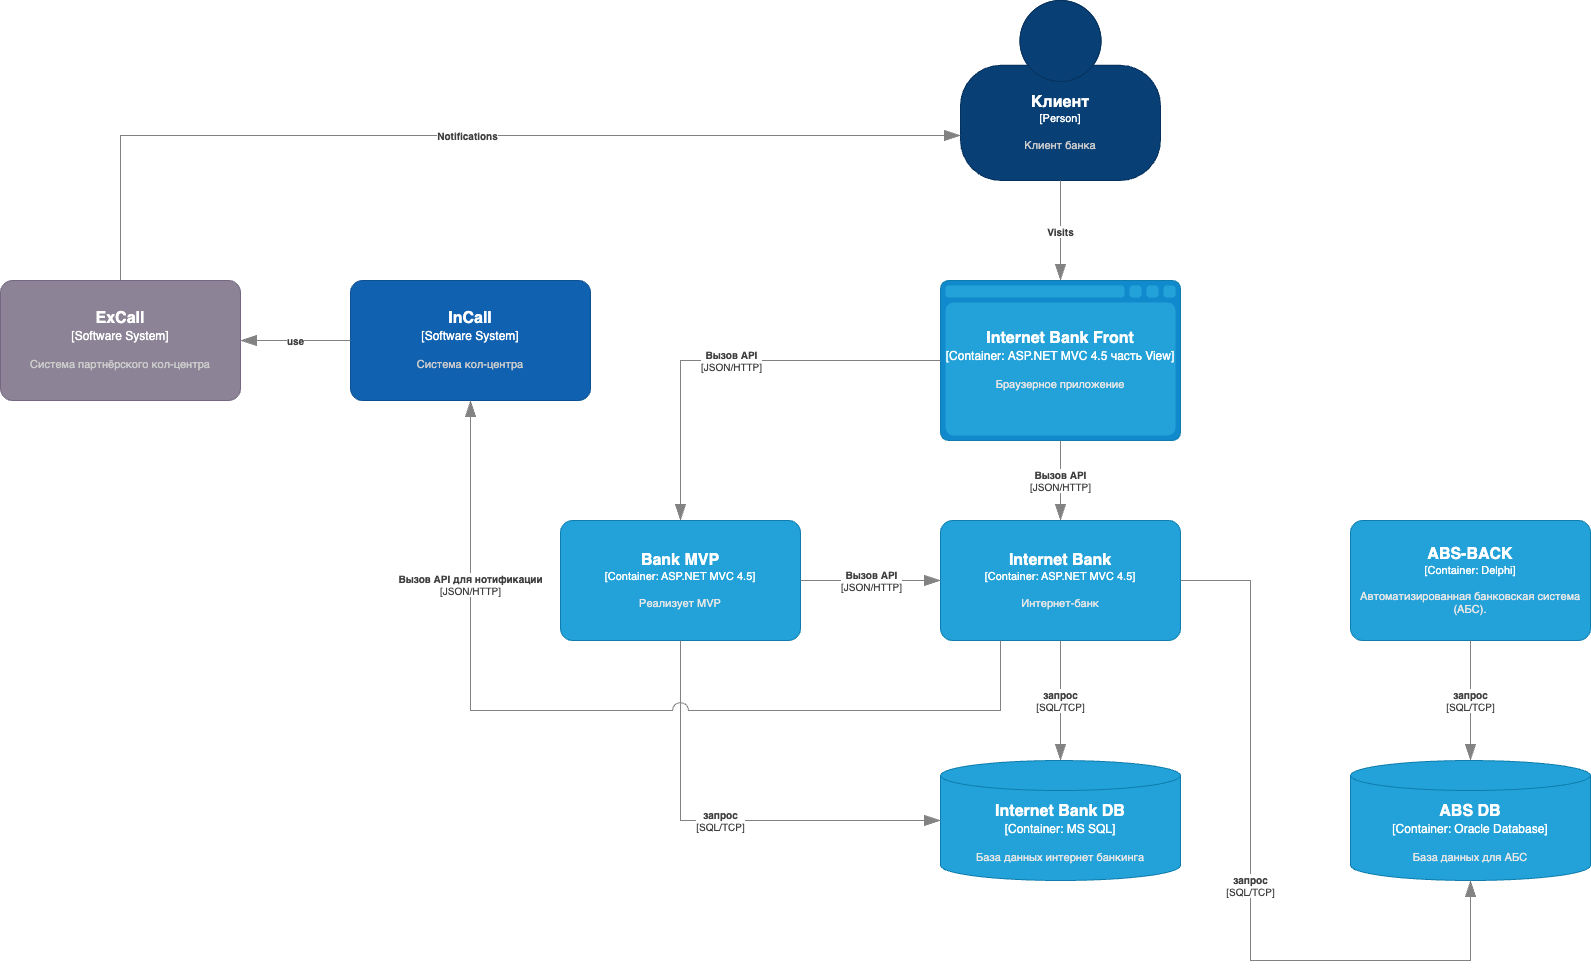 Клиент
[Person]
Клиент банка
Notifications
Visits
ExCall
[Software System]
Система партнёрского кол-центра
use
InCall
[Software System]
Система кол-центра
Internet Bank Front
[Container: ASP.NET MVC 4.5 часть View]
Браузерное приложение
Вызов API
[JSON/HTTP]
Вызов API
[JSON/HTTP]
Вызов API для нотификации
[JSON/HTTP]
Bank MVP
[Container: ASP.NET MVC 4.5]
Реализует MVP
Вызов API
[JSON/HTTP]
Internet Bank
[Container: ASP.NET MVC 4.5]
Интернет-банк
ABS-BACK
[Container: Delphi]
Автоматизированная банковская система
(АБС).
запрос
[SQL/TCP]
запрос
[SQL/TCP]
запрос
[SQL/TCP]
Internet Bank DB
[Container: MS SQL]
База данных интернет банкинга
ABS DB
[Container: Oracle Database]
База данных для АБС
запрос
[SQL/TCP]